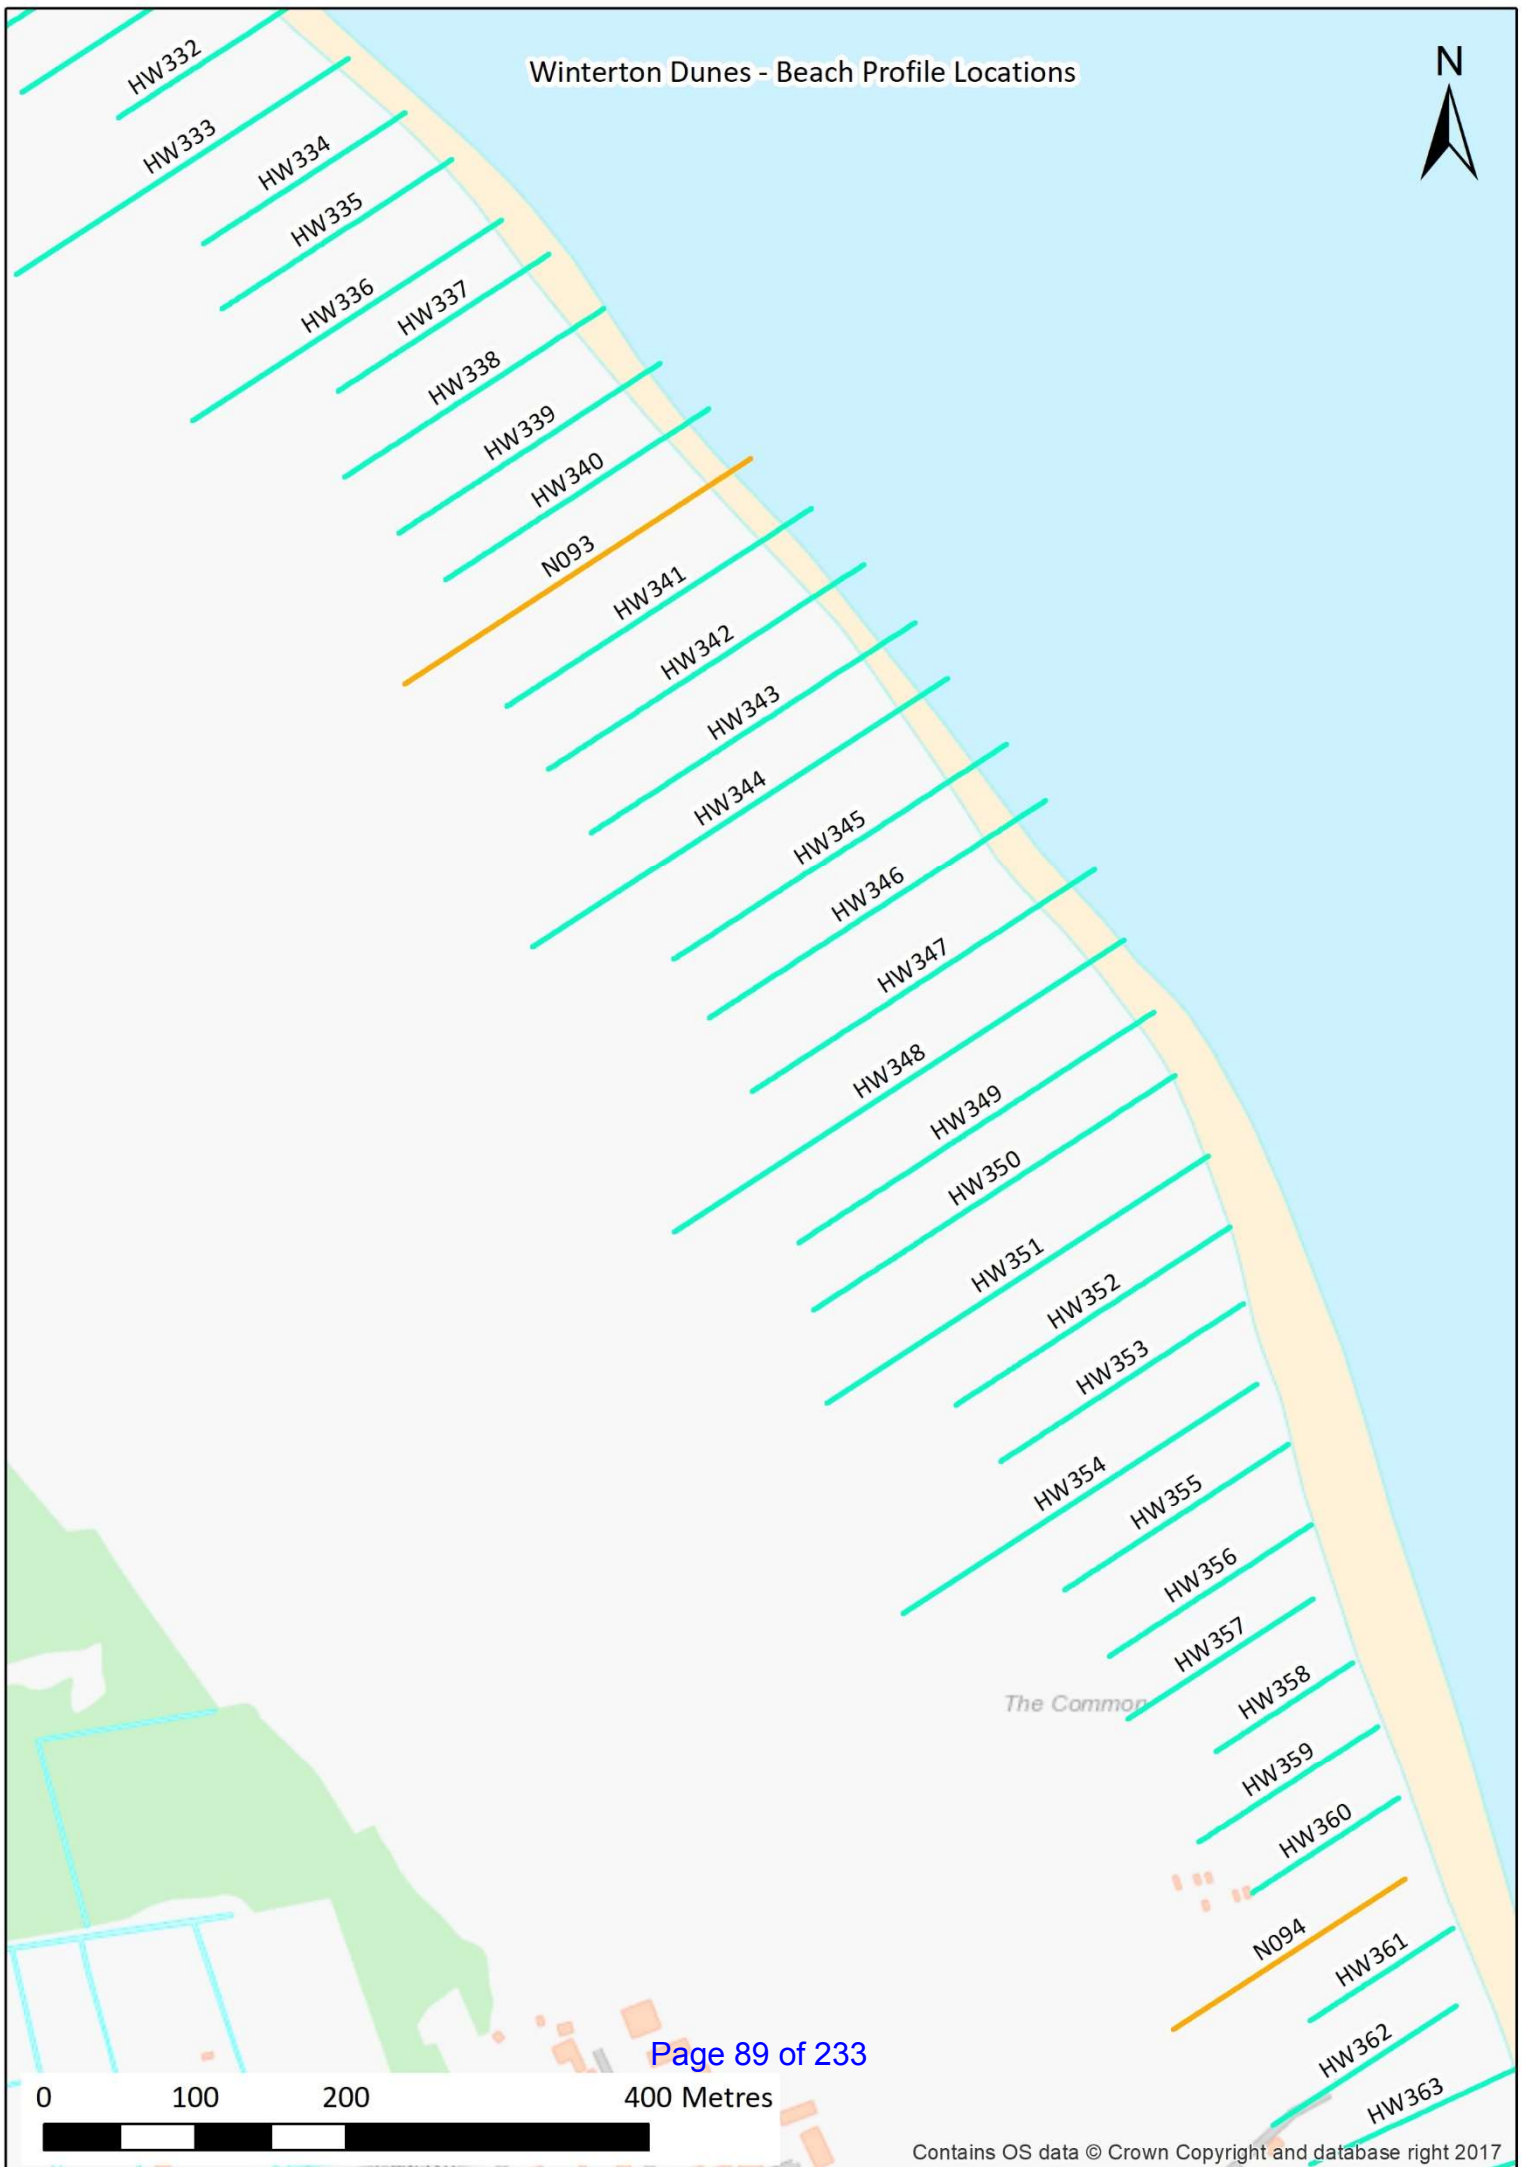 Winterton Dunes - Beach Profile Locations
N
HW332
HW333
HW334
HW335
HW336
HW337
HW338
HW339
HW340
N093
HW341
HW342
HW343
HW344
HW345
HW346
HW347
HW348
HW349
HW350
HW351
HW352
HW353
HW354
HW355
HW356
HW357
HW358
The Common
HW359
HW360
N094
HW361
HW362
HW363
Page 89 of 233
0 100 200 400 Metres
Contains OS data © Crown Copyright and database right 2017